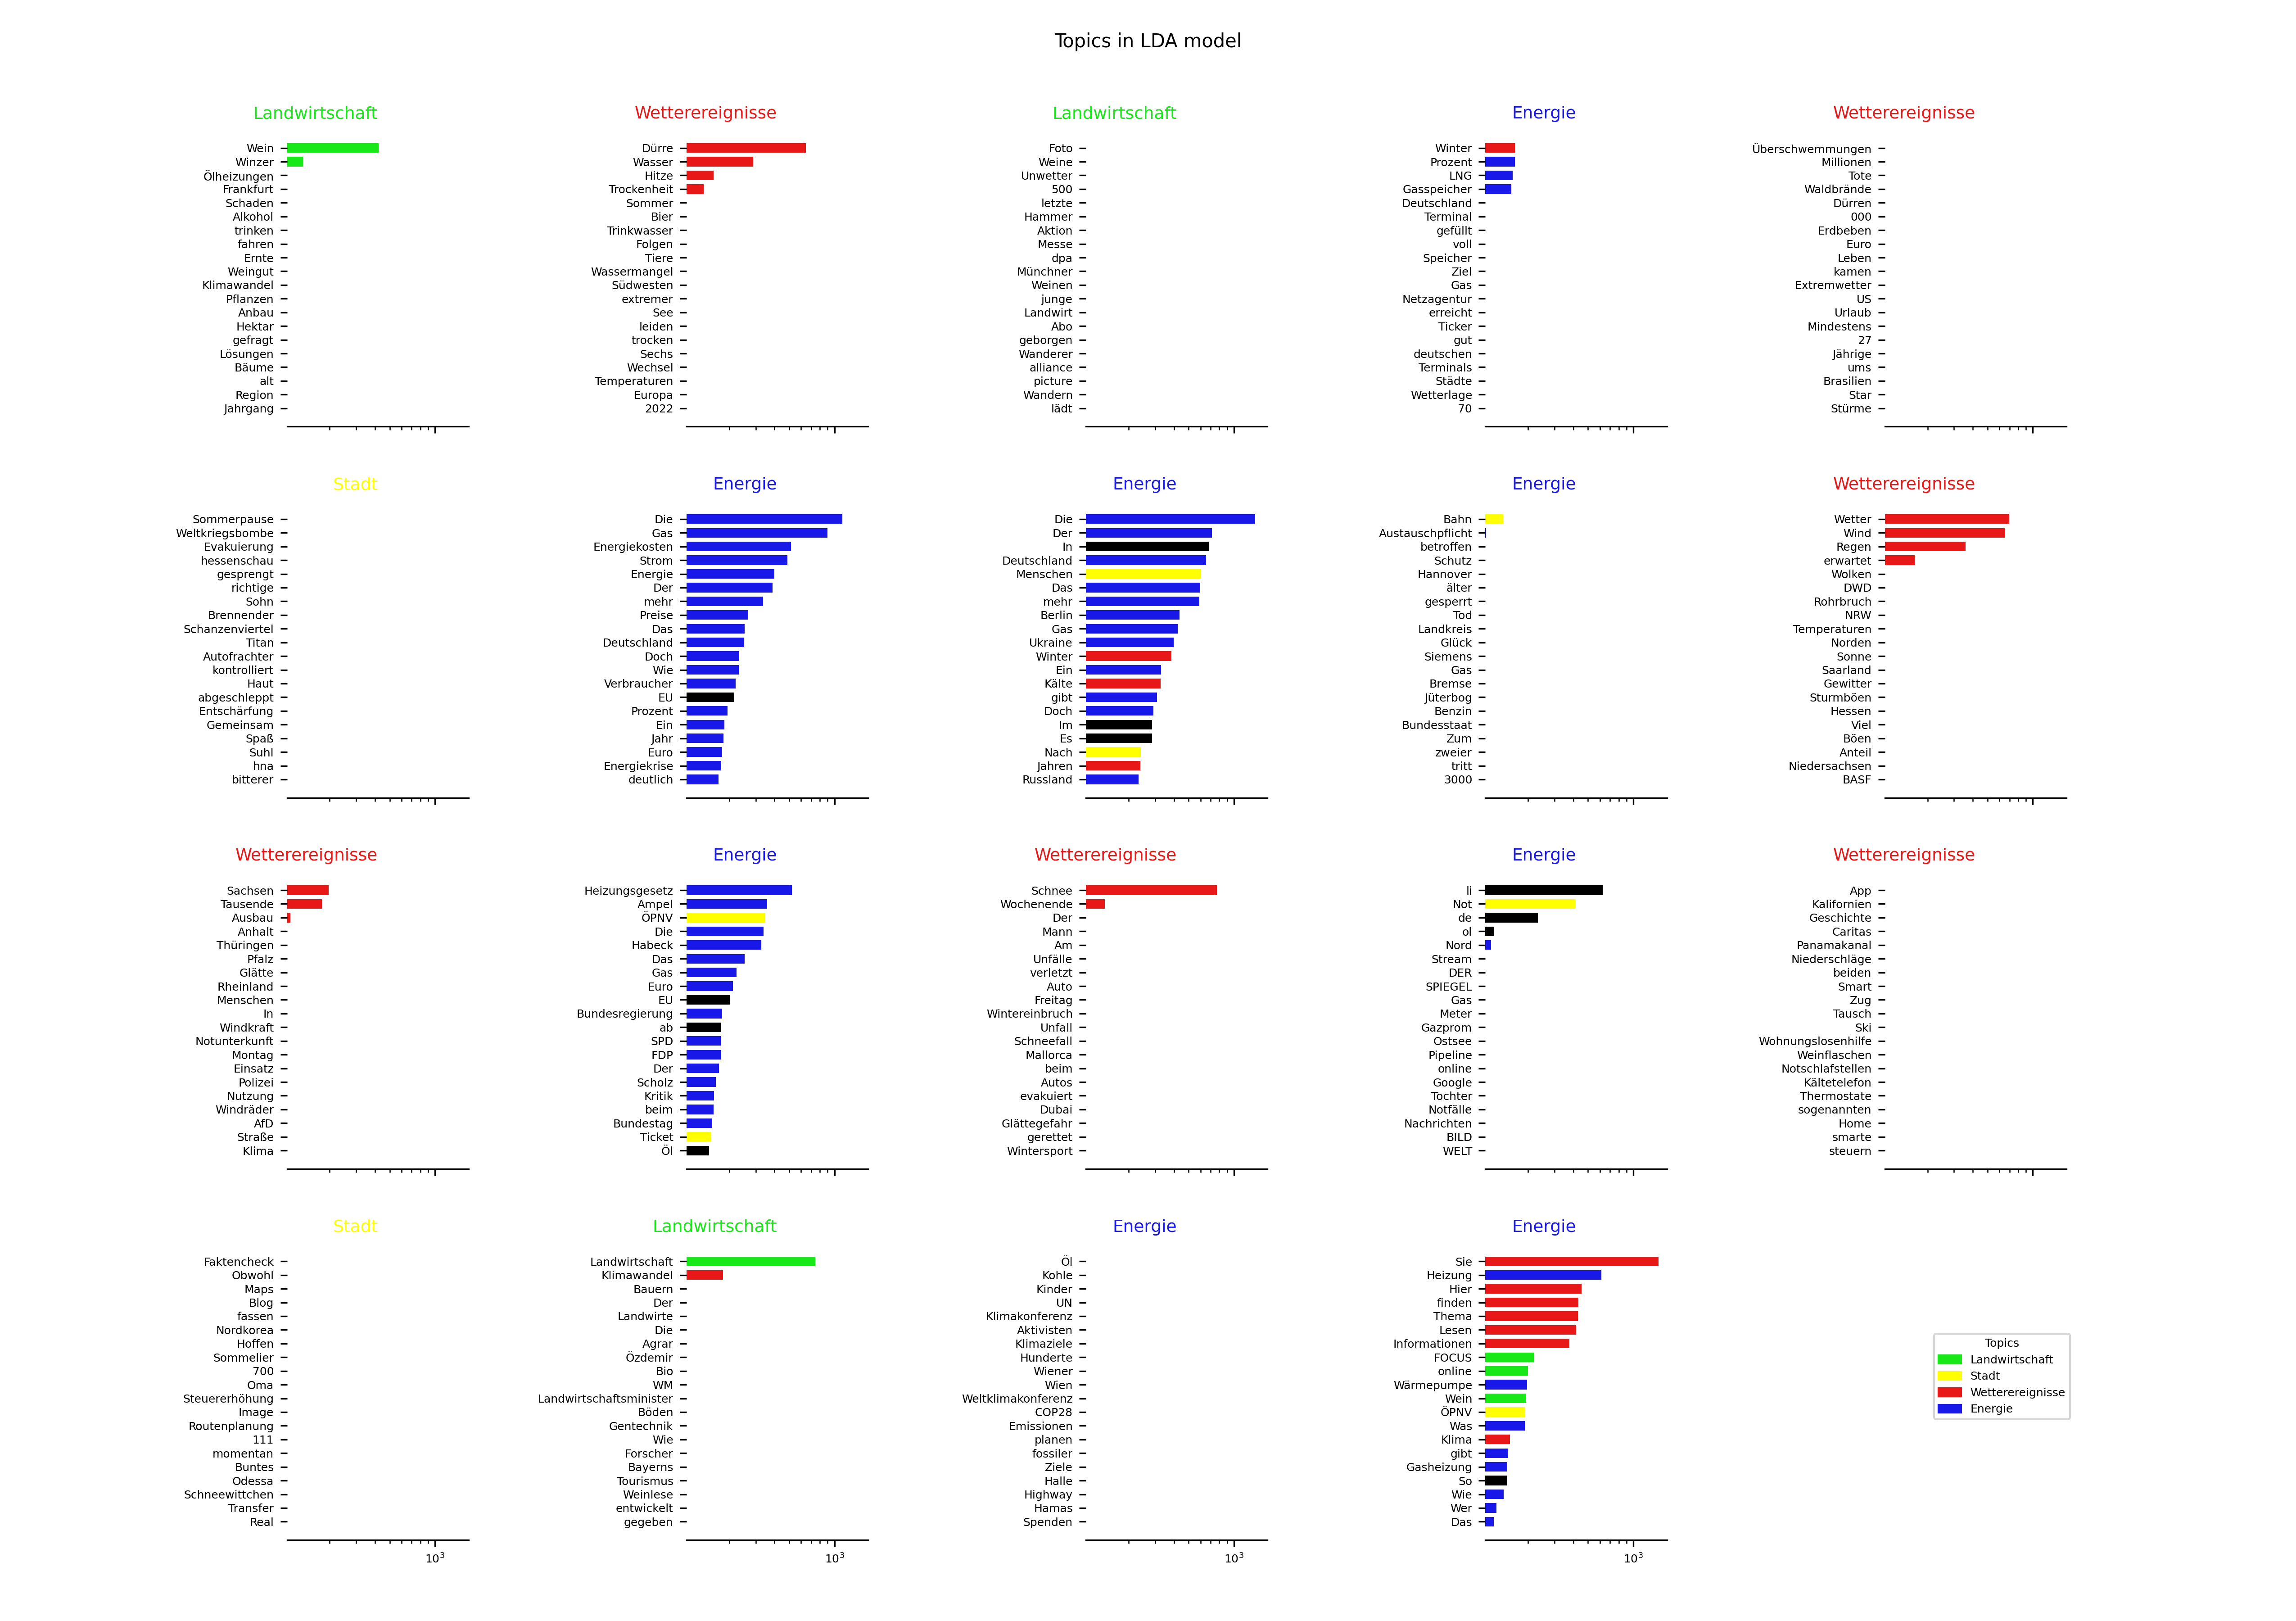 Topics in LDA model
Landwirtschaft
Wein
Winzer
Ölheizungen
Frankfurt
Schaden
Alkohol
trinken
fahren
Ernte
Weingut
Klimawandel
Pflanzen
Anbau
Hektar
gefragt
Lösungen
Bäume
alt
Region
Jahrgang
Wetterereignisse
Dürre
Wasser
Hitze
Trockenheit
Sommer
Bier
Trinkwasser
Folgen
Tiere
Wassermangel
Südwesten
extremer
See
leiden
trocken
Sechs
Wechsel
Temperaturen
Europa
2022
Landwirtschaft
Foto
Weine
Unwetter
500
letzte
Hammer
Aktion
Messe
dpa
Münchner
Weinen
junge
Landwirt
Abo
geborgen
Wanderer
alliance
picture
Wandern
lädt
Energie
Winter
Prozent
LNG
Gasspeicher
Deutschland
Terminal
gefüllt
voll
Speicher
Ziel
Gas
Netzagentur
erreicht
Ticker
gut
deutschen
Terminals
Städte
Wetterlage
70
Wetterereignisse
Überschwemmungen
Millionen
Tote
Waldbrände
Dürren
000
Erdbeben
Euro
Leben
kamen
Extremwetter
US
Urlaub
Mindestens
27
Jährige
ums
Brasilien
Star
Stürme
Stadt
Sommerpause
Weltkriegsbombe
Evakuierung
hessenschau
gesprengt
richtige
Sohn
Brennender
Schanzenviertel
Titan
Autofrachter
kontrolliert
Haut
abgeschleppt
Entschärfung
Gemeinsam
Spaß
Suhl
hna
bitterer
Energie
Die
Gas
Energiekosten
Strom
Energie
Der
mehr
Preise
Das
Deutschland
Doch
Wie
Verbraucher
EU
Prozent
Ein
Jahr
Euro
Energiekrise
deutlich
Energie
Die
Der
In
Deutschland
Menschen
Das
mehr
Berlin
Gas
Ukraine
Winter
Ein
Kälte
gibt
Doch
Im
Es
Nach
Jahren
Russland
Energie
Bahn
Austauschpflicht
betroffen
Schutz
Hannover
älter
gesperrt
Tod
Landkreis
Glück
Siemens
Gas
Bremse
Jüterbog
Benzin
Bundesstaat
Zum
zweier
tritt
3000
Wetterereignisse
Wetter
Wind
Regen
erwartet
Wolken
DWD
Rohrbruch
NRW
Temperaturen
Norden
Sonne
Saarland
Gewitter
Sturmböen
Hessen
Viel
Böen
Anteil
Niedersachsen
BASF
Wetterereignisse
Sachsen
Tausende
Ausbau
Anhalt
Thüringen
Pfalz
Glätte
Rheinland
Menschen
In
Windkraft
Notunterkunft
Montag
Einsatz
Polizei
Nutzung
Windräder
AfD
Straße
Klima
Energie
Heizungsgesetz
Ampel
ÖPNV
Die
Habeck
Das
Gas
Euro
EU
Bundesregierung
ab
SPD
FDP
Der
Scholz
Kritik
beim
Bundestag
Ticket
Öl
Wetterereignisse
Schnee
Wochenende
Der
Mann
Am
Unfälle
verletzt
Auto
Freitag
Wintereinbruch
Unfall
Schneefall
Mallorca
beim
Autos
evakuiert
Dubai
Glättegefahr
gerettet
Wintersport
Energie
li
Not
de
ol
Nord
Stream
DER
SPIEGEL
Gas
Meter
Gazprom
Ostsee
Pipeline
online
Google
Tochter
Notfälle
Nachrichten
BILD
WELT
Wetterereignisse
App
Kalifornien
Geschichte
Caritas
Panamakanal
Niederschläge
beiden
Smart
Zug
Tausch
Ski
Wohnungslosenhilfe
Weinflaschen
Notschlafstellen
Kältetelefon
Thermostate
sogenannten
Home
smarte
steuern
Stadt
Faktencheck
Obwohl
Maps
Blog
fassen
Nordkorea
Hoffen
Sommelier
700
Oma
Steuererhöhung
Image
Routenplanung
111
momentan
Buntes
Odessa
Schneewittchen
Transfer
Real
10³
Landwirtschaft
Landwirtschaft
Klimawandel
Bauern
Der
Landwirte
Die
Agrar
Özdemir
Bio
WM
Landwirtschaftsminister
Böden
Gentechnik
Wie
Forscher
Bayerns
Tourismus
Weinlese
entwickelt
gegeben
10³
Energie
Öl
Kohle
Kinder
UN
Klimakonferenz
Aktivisten
Klimaziele
Hunderte
Wiener
Wien
Weltklimakonferenz
COP28
Emissionen
planen
fossiler
Ziele
Halle
Highway
Hamas
Spenden
10³
Energie
Sie
Heizung
Hier
finden
Thema
Lesen
Informationen
FOCUS
online
Wärmepumpe
Wein
ÖPNV
Was
Klima
gibt
Gasheizung
So
Wie
Wer
Das
10³
Topics
Landwirtschaft
Stadt
Wetterereignisse
Energie